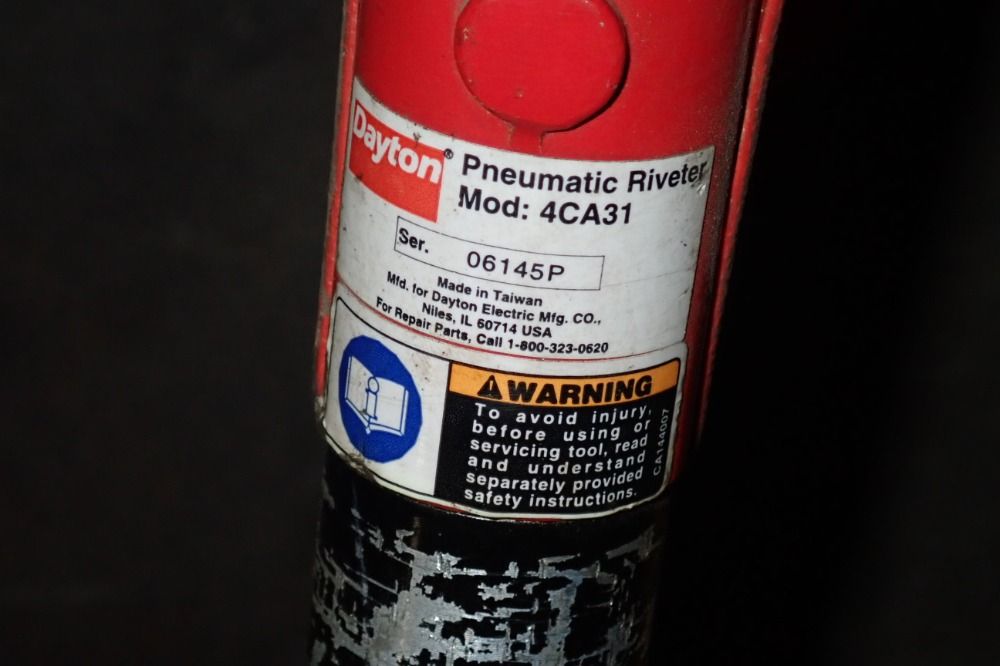 Dayton®
Pneumatic Riveter
Mod: 4CA31
Ser. 06145P
Made in Taiwan
Mfd. for Dayton Electric Mfg. CO.,
Niles, IL 60714 USA
For Repair Parts, Call 1-800-323-0620
WARNING
To avoid injury,
before using or
servicing tool, read
and understand
separately provided
safety instructions.
CA144007